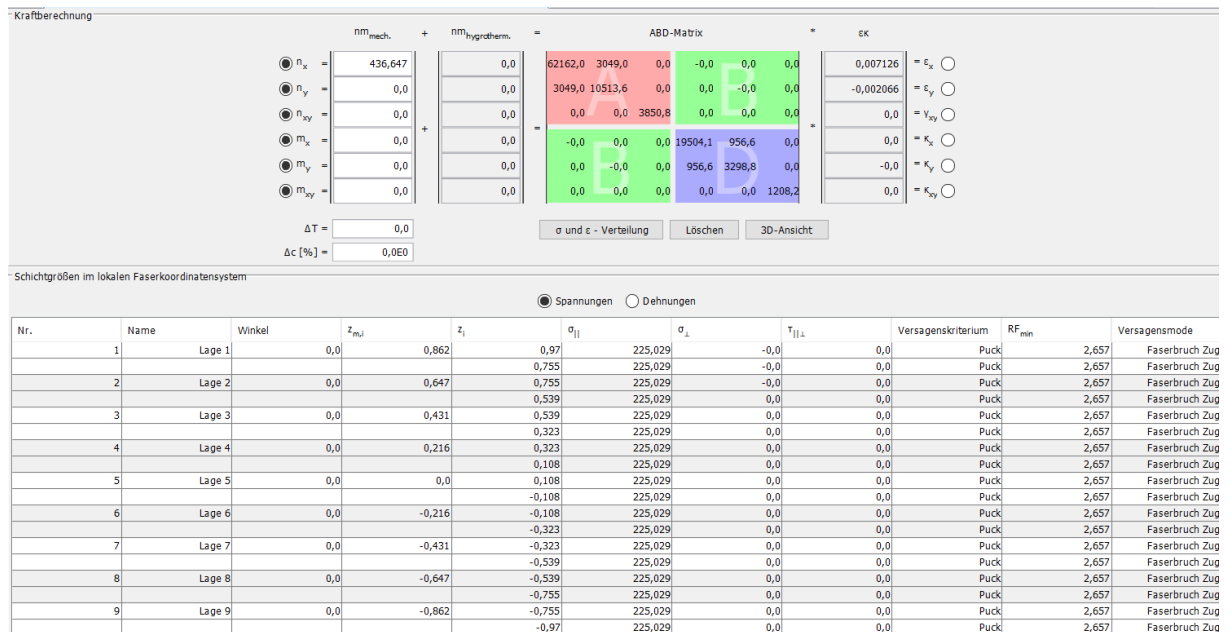 Kraftberechnung
nm mech. + nm hygrotherm. = ABD-Matrix * εκ
n x = 436,647 0,0 62162,0 3049,0 0,0 -0,0 0,0 0,0 0,007126 = ε x
n y = 0,0 0,0 3049,0 10513,6 0,0 0,0 -0,0 0,0 -0,002066 = ε y
n xy = 0,0 0,0 0,0 0,0 3850,8 0,0 0,0 0,0 0,0 = γ xy
+ = A B *
m x = 0,0 0,0 -0,0 0,0 0,0 19504,1 956,6 0,0 0,0 = κ x
m y = 0,0 0,0 0,0 -0,0 0,0 956,6 3298,8 0,0 -0,0 = κ y
B D
m xy = 0,0 0,0 0,0 0,0 0,0 0,0 0,0 1208,2 0,0 = κ xy
ΔT = 0,0 σ und ε - Verteilung Löschen 3D-Ansicht
Δc [%] = 0,0E0
Schichtgrößen im lokalen Faserkoordinatensystem
Spannungen Dehnungen
Nr. Name Winkel z m,i z i σ || σ ⊥ τ ||⊥ Versagenskriterium RF min Versagensmode
1 Lage 1 0,0 0,862 0,97 225,029 -0,0 0,0 Puck 2,657 Faserbruch Zug
0,755 225,029 -0,0 0,0 Puck 2,657 Faserbruch Zug
2 Lage 2 0,0 0,647 0,755 225,029 -0,0 0,0 Puck 2,657 Faserbruch Zug
0,539 225,029 0,0 0,0 Puck 2,657 Faserbruch Zug
3 Lage 3 0,0 0,431 0,539 225,029 0,0 0,0 Puck 2,657 Faserbruch Zug
0,323 225,029 0,0 0,0 Puck 2,657 Faserbruch Zug
4 Lage 4 0,0 0,216 0,323 225,029 0,0 0,0 Puck 2,657 Faserbruch Zug
0,108 225,029 0,0 0,0 Puck 2,657 Faserbruch Zug
5 Lage 5 0,0 0,0 0,108 225,029 0,0 0,0 Puck 2,657 Faserbruch Zug
-0,108 225,029 0,0 0,0 Puck 2,657 Faserbruch Zug
6 Lage 6 0,0 -0,216 -0,108 225,029 0,0 0,0 Puck 2,657 Faserbruch Zug
-0,323 225,029 0,0 0,0 Puck 2,657 Faserbruch Zug
7 Lage 7 0,0 -0,431 -0,323 225,029 0,0 0,0 Puck 2,657 Faserbruch Zug
-0,539 225,029 0,0 0,0 Puck 2,657 Faserbruch Zug
8 Lage 8 0,0 -0,647 -0,539 225,029 0,0 0,0 Puck 2,657 Faserbruch Zug
-0,755 225,029 0,0 0,0 Puck 2,657 Faserbruch Zug
9 Lage 9 0,0 -0,862 -0,755 225,029 0,0 0,0 Puck 2,657 Faserbruch Zug
-0,97 225,029 0,0 0,0 Puck 2,657 Faserbruch Zug